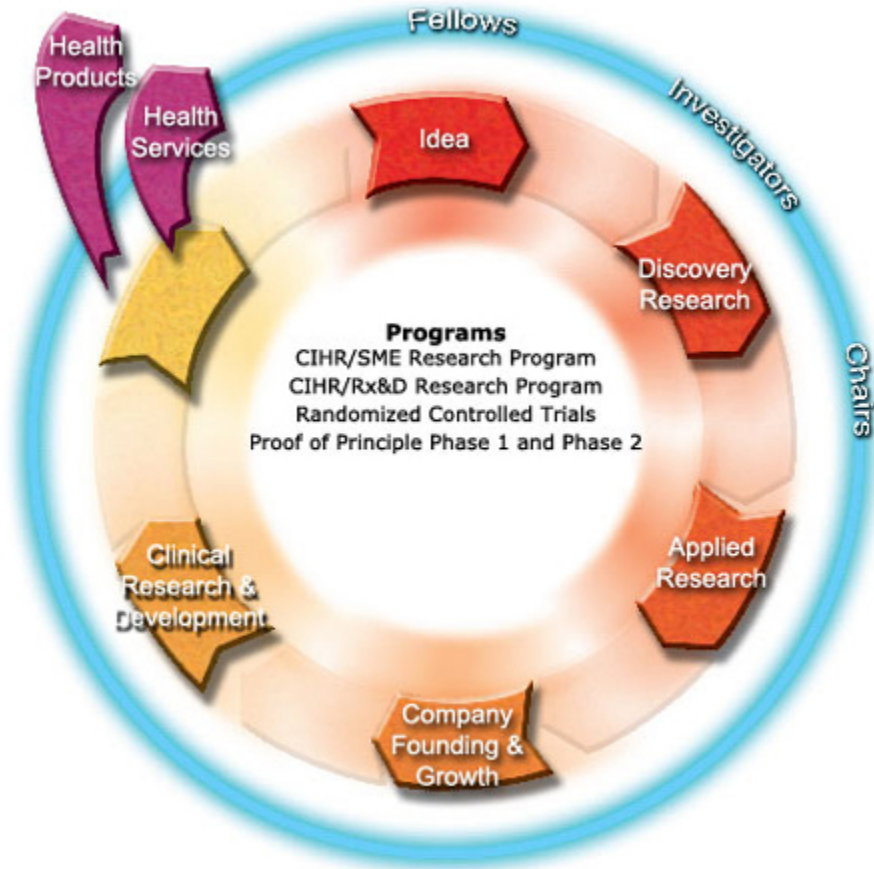 Fellows
Investigators
Chairs
Health
Products
Health
Services
Idea
Discovery
Research
Applied
Research
Company
Founding &
Growth
Clinical
Research &
Development
Programs
CIHR/SME Research Program
CIHR/Rx&D Research Program
Randomized Controlled Trials
Proof of Principle Phase 1 and Phase 2